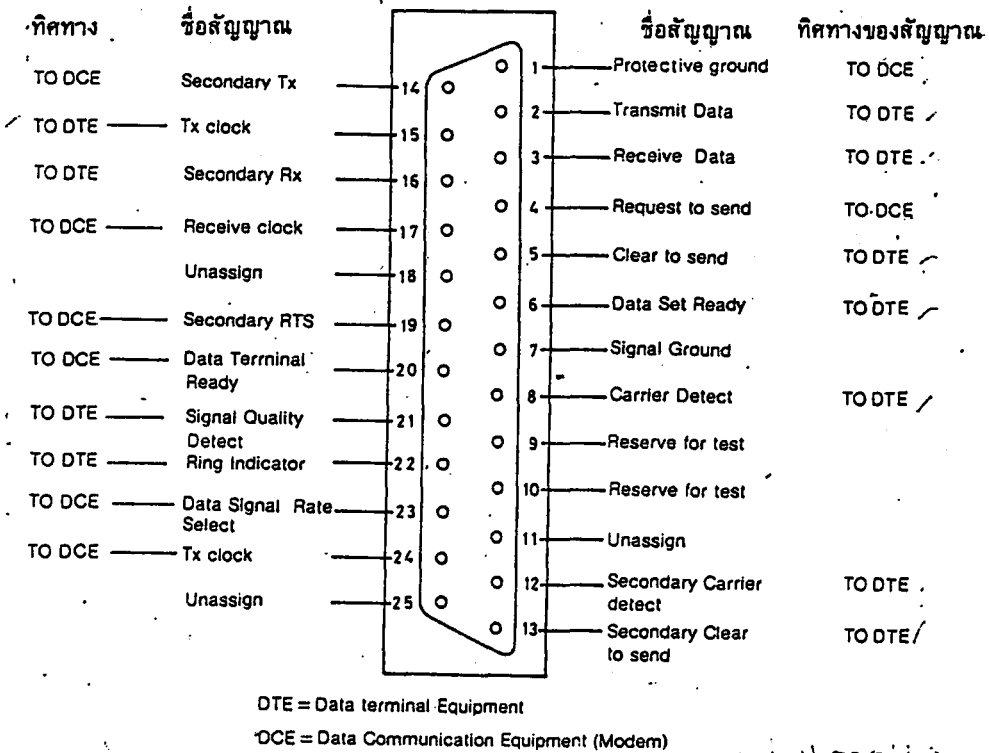 ทิศทาง ชื่อสัญญาณ ชื่อสัญญาณ ทิศทางของสัญญาณ
TO DCE Secondary Tx 14
TO DTE Tx clock 15
TO DTE Secondary Rx 16
TO DCE Receive clock 17
Unassign 18
TO DCE Secondary RTS 19
TO DCE Data Terminal 20
Ready
TO DTE Signal Quality 21
Detect
TO DTE Ring Indicator 22
TO DCE Data Signal Rate 23
Select
TO DCE Tx clock 24
Unassign 25
1 Protective ground TO DCE
2 Transmit Data TO DTE
3 Receive Data TO DTE
4 Request to send TO DCE
5 Clear to send TO DTE
6 Data Set Ready TO DTE
7 Signal Ground
8 Carrier Detect TO DTE
9 Reserve for test
10 Reserve for test
11 Unassign
12 Secondary Carrier TO DTE
detect
13 Secondary Clear TO DTE
to send
DTE = Data terminal Equipment
DCE = Data Communication Equipment (Modem)